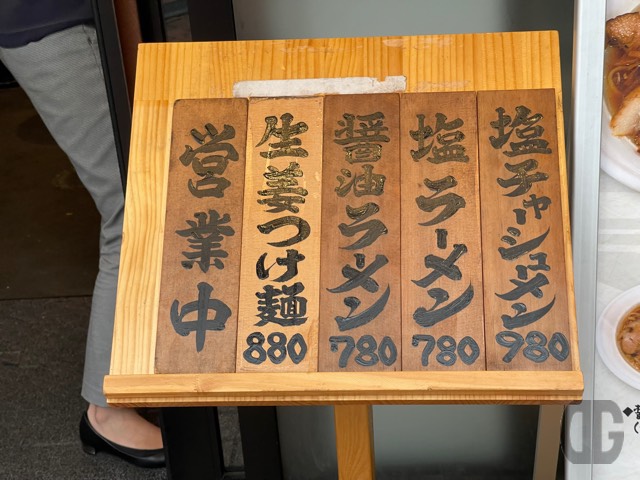 塩チャーシューメン 980
塩ラーメン 780
醤油ラーメン 780
生姜つけ麺 880
営業中
DG